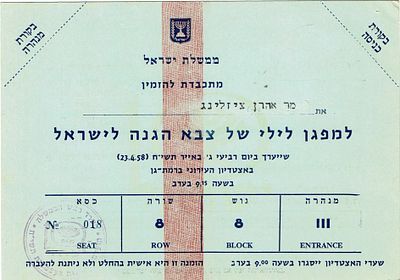 בקורת כניסה
בקורת מנהרה
ממשלת ישראל
מתכבדת להזמין
את מר אהרן ציזלינג
למפגן לילי של צבא הגנה לישראל
שייערך ביום רביעי ג' באייר תשי"ח (23.4.58)
באצטדיון העירוני ברמת-גן
בשעה 9.15 בערב
מנהרה גוש שורה כסא
III 8 8 № 018
ENTRANCE BLOCK ROW SEAT
שערי האצטדיון ייסגרו בשעה 9.00 בערב הזמנה זו היא אישית בהחלט ולא ניתנת להעברה